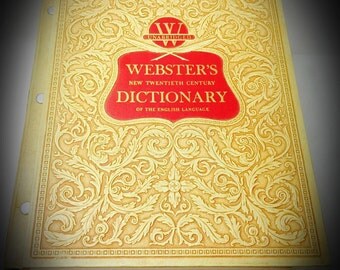 W
UNABRIDGED
WEBSTER'S
NEW TWENTIETH CENTURY
DICTIONARY
OF THE ENGLISH LANGUAGE